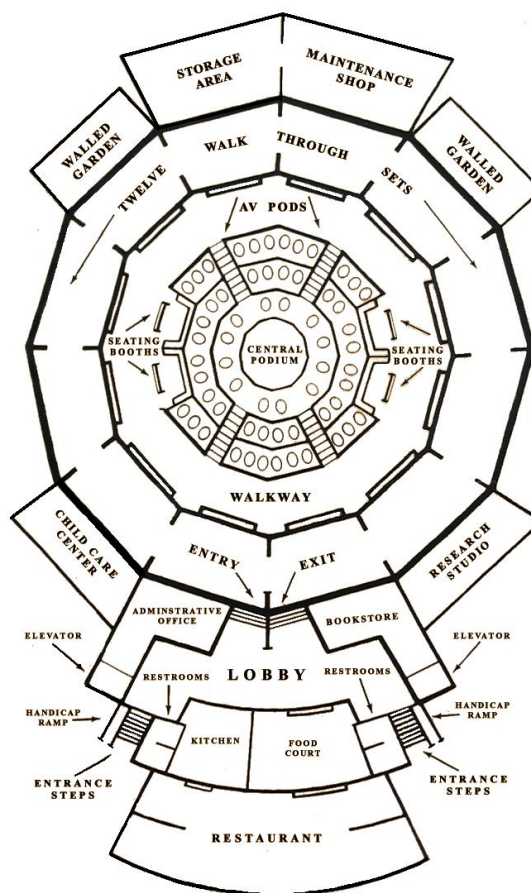 STORAGE
AREA
MAINTENANCE
SHOP
WALLED
GARDEN
WALLED
GARDEN
TWELVE WALK THROUGH SETS
AV PODS
SEATING
BOOTHS
CENTRAL
PODIUM
SEATING
BOOTHS
WALKWAY
CHILD CARE
CENTER
ENTRY
EXIT
RESEARCH
STUDIO
ADMINSTRATIVE
OFFICE
BOOKSTORE
ELEVATOR
ELEVATOR
RESTROOMS
LOBBY
RESTROOMS
HANDICAP
RAMP
HANDICAP
RAMP
KITCHEN
FOOD
COURT
ENTRANCE
STEPS
ENTRANCE
STEPS
RESTAURANT